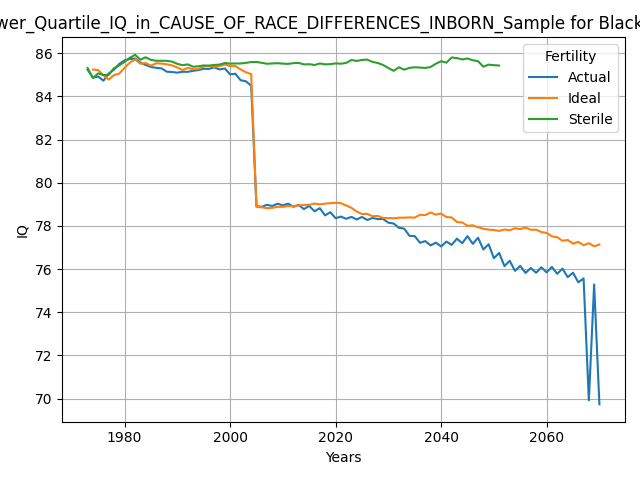 wer_Quartile_IQ_in_CAUSE_OF_RACE_DIFFERENCES_INBORN_Sample for Black
86
84
82
80
78
76
74
72
70
IQ
1980
2000
2020
2040
2060
Years
Fertility
Actual
Ideal
Sterile